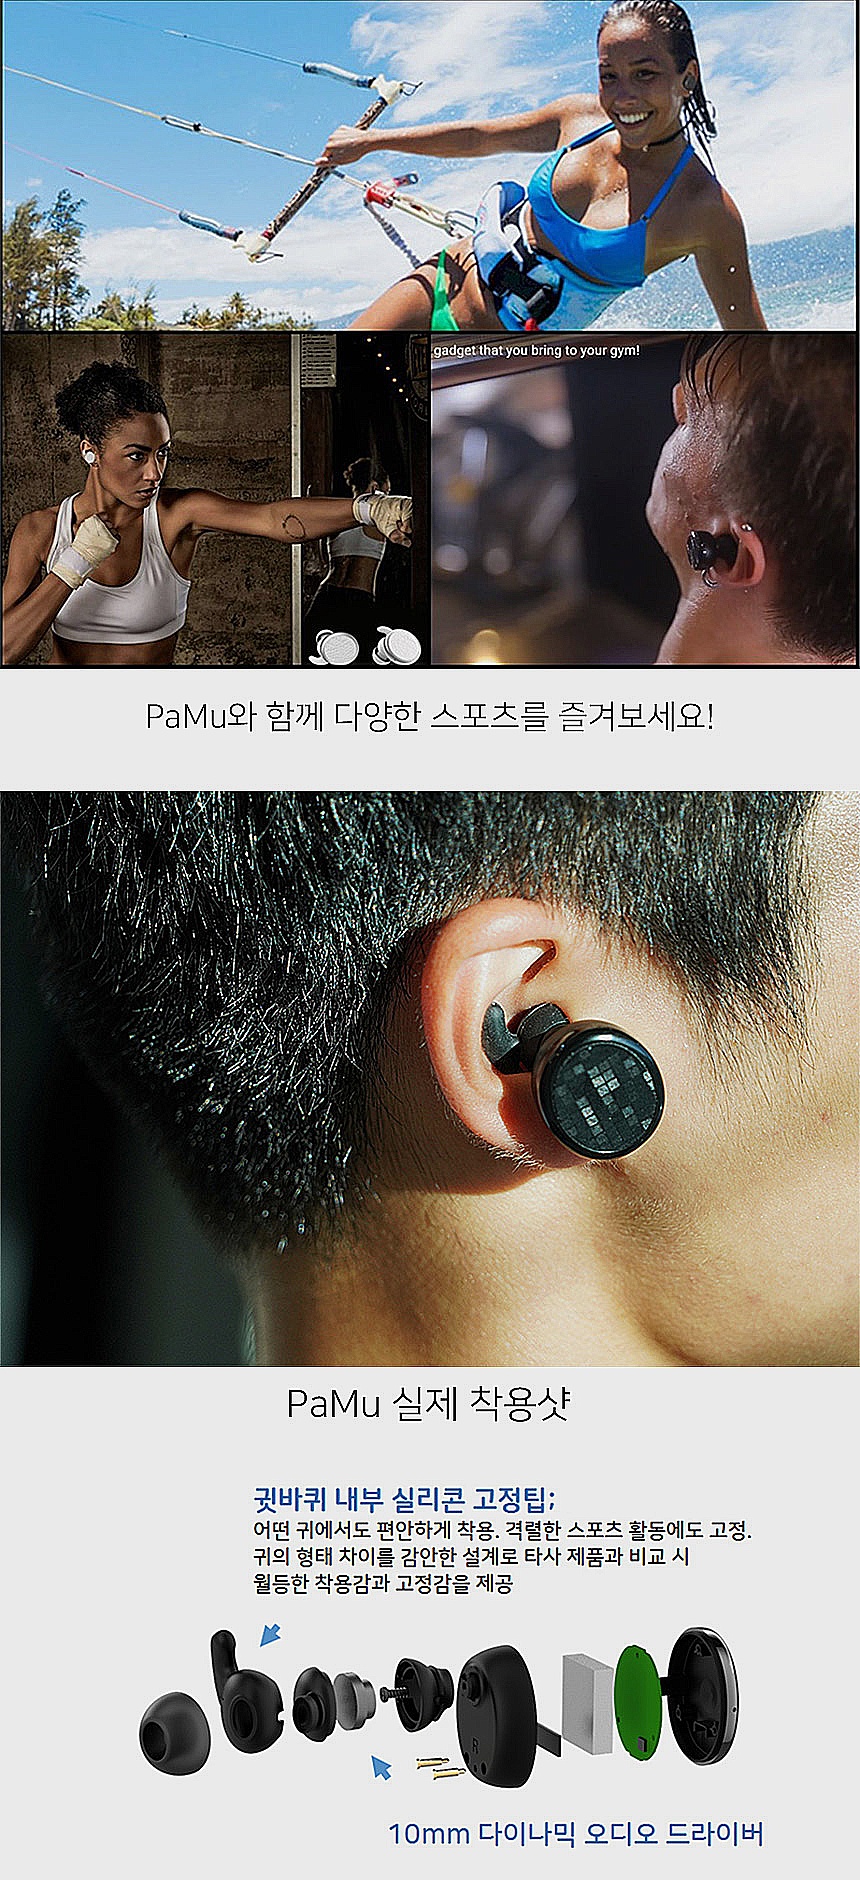 gadget that you bring to your gym!
PaMu와 함께 다양한 스포츠를 즐겨보세요!
PaMu 실제 착용샷
귓바퀴 내부 실리콘 고정팁;
어떤 귀에서도 편안하게 착용. 격렬한 스포츠 활동에도 고정.
귀의 형태 차이를 감안한 설계로 타사 제품과 비교 시
월등한 착용감과 고정감을 제공
R
10mm 다이나믹 오디오 드라이버